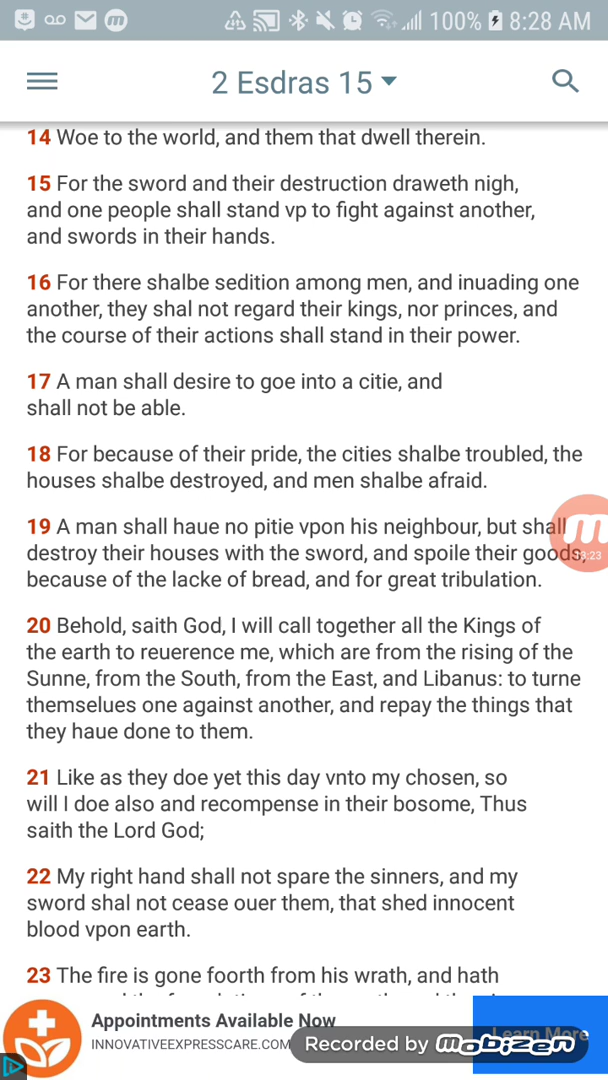 100% 8:28 AM
2 Esdras 15
14 Woe to the world, and them that dwell therein.
15 For the sword and their destruction draweth nigh,
and one people shall stand vp to fight against another,
and swords in their hands.
16 For there shalbe sedition among men, and inuading one
another, they shal not regard their kings, nor princes, and
the course of their actions shall stand in their power.
17 A man shall desire to goe into a citie, and
shall not be able.
18 For because of their pride, the cities shalbe troubled, the
houses shalbe destroyed, and men shalbe afraid.
19 A man shall haue no pitie vpon his neighbour, but shall
destroy their houses with the sword, and spoile their goods,
because of the lacke of bread, and for great tribulation.
20 Behold, saith God, I will call together all the Kings of
the earth to reuerence me, which are from the rising of the
Sunne, from the South, from the East, and Libanus: to turne
themselues one against another, and repay the things that
they haue done to them.
21 Like as they doe yet this day vnto my chosen, so
will I doe also and recompense in their bosome, Thus
saith the Lord God;
22 My right hand shall not spare the sinners, and my
sword shal not cease ouer them, that shed innocent
blood vpon earth.
23 The fire is gone foorth from his wrath, and hath
Appointments Available Now
INNOVATIVEEXPRESSCARE.COM
Learn More
Recorded by mobizen